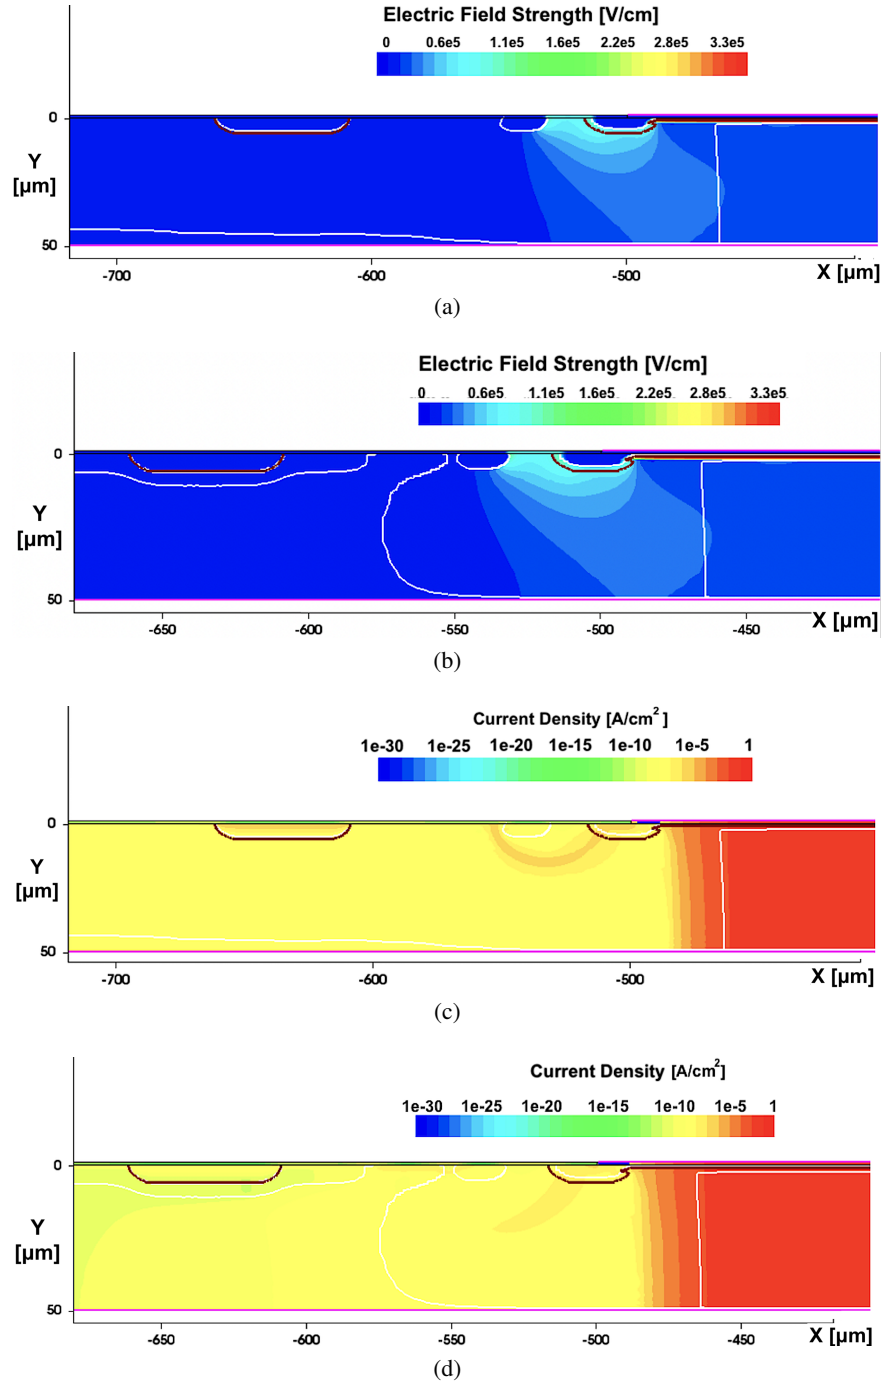 Electric Field Strength [V/cm]
0 0.6e5 1.1e5 1.6e5 2.2e5 2.8e5 3.3e5
0
Y
[µm]
50
-700 -600 -500 X [µm]
(a)
Electric Field Strength [V/cm]
0 0.6e5 1.1e5 1.6e5 2.2e5 2.8e5 3.3e5
0
Y
[µm]
50
-650 -600 -550 -500 -450 X [µm]
(b)
Current Density [A/cm2 ]
1e-30 1e-25 1e-20 1e-15 1e-10 1e-5 1
0
Y
[µm]
50
-700 -600 -500 X [µm]
(c)
Current Density [A/cm2]
1e-30 1e-25 1e-20 1e-15 1e-10 1e-5 1
0
Y
[µm]
50
-650 -600 -550 -500 -450 X [µm]
(d)